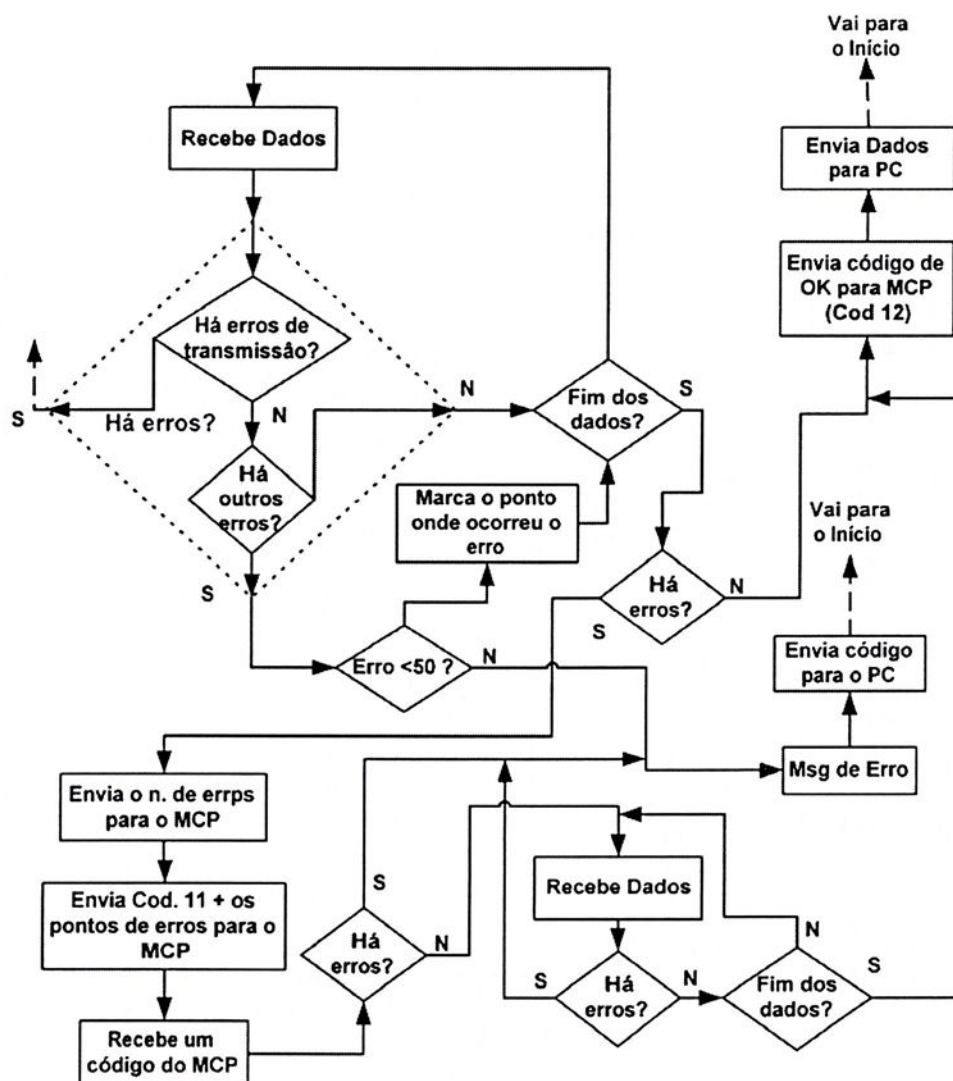 Vai para
o Início
Recebe Dados
Envia Dados
para PC
Envia código de
OK para MCP
(Cod 12)
Há erros de
transmissão?
S
Há erros?
N
N
Fim dos
dados?
S
Há
outros
erros?
Marca o ponto
onde ocorreu o
erro
Vai para
o Início
S
Há
erros?
N
S
Erro <50 ?
N
Envia código
para o PC
Msg de Erro
Envia o n. de errps
para o MCP
Envia Cod. 11 + os
pontos de erros para o
MCP
Recebe um
código do MCP
S
Há
erros?
N
Recebe Dados
S
Há
erros?
N
N
Fim dos
dados?
S